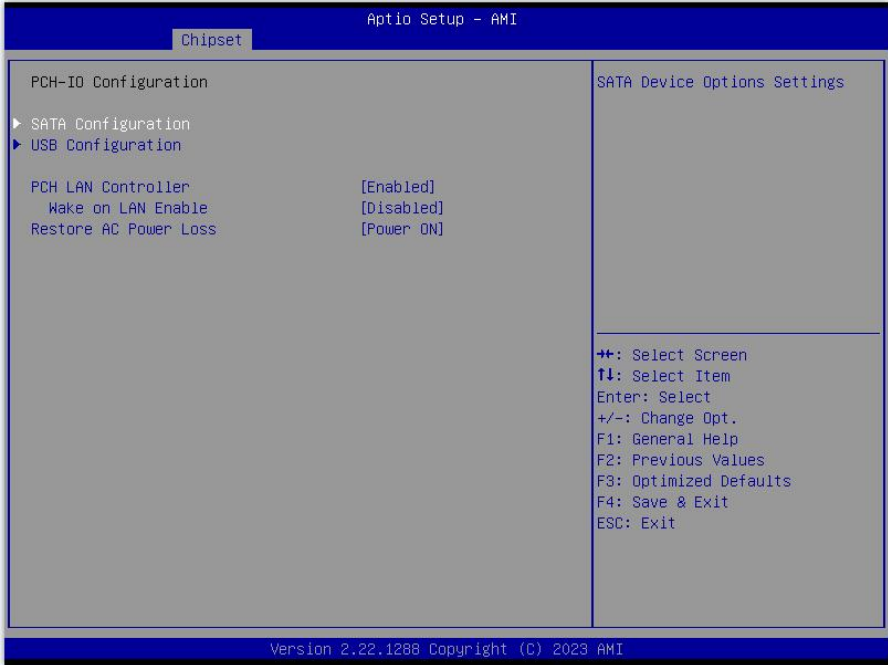 Aptio Setup – AMI
Chipset
PCH-IO Configuration
SATA Configuration
USB Configuration
PCH LAN Controller [Enabled]
Wake on LAN Enable [Disabled]
Restore AC Power Loss [Power ON]
SATA Device Options Settings
→←: Select Screen
↑↓: Select Item
Enter: Select
+/-: Change Opt.
F1: General Help
F2: Previous Values
F3: Optimized Defaults
F4: Save & Exit
ESC: Exit
Version 2.22.1288 Copyright (C) 2023 AMI